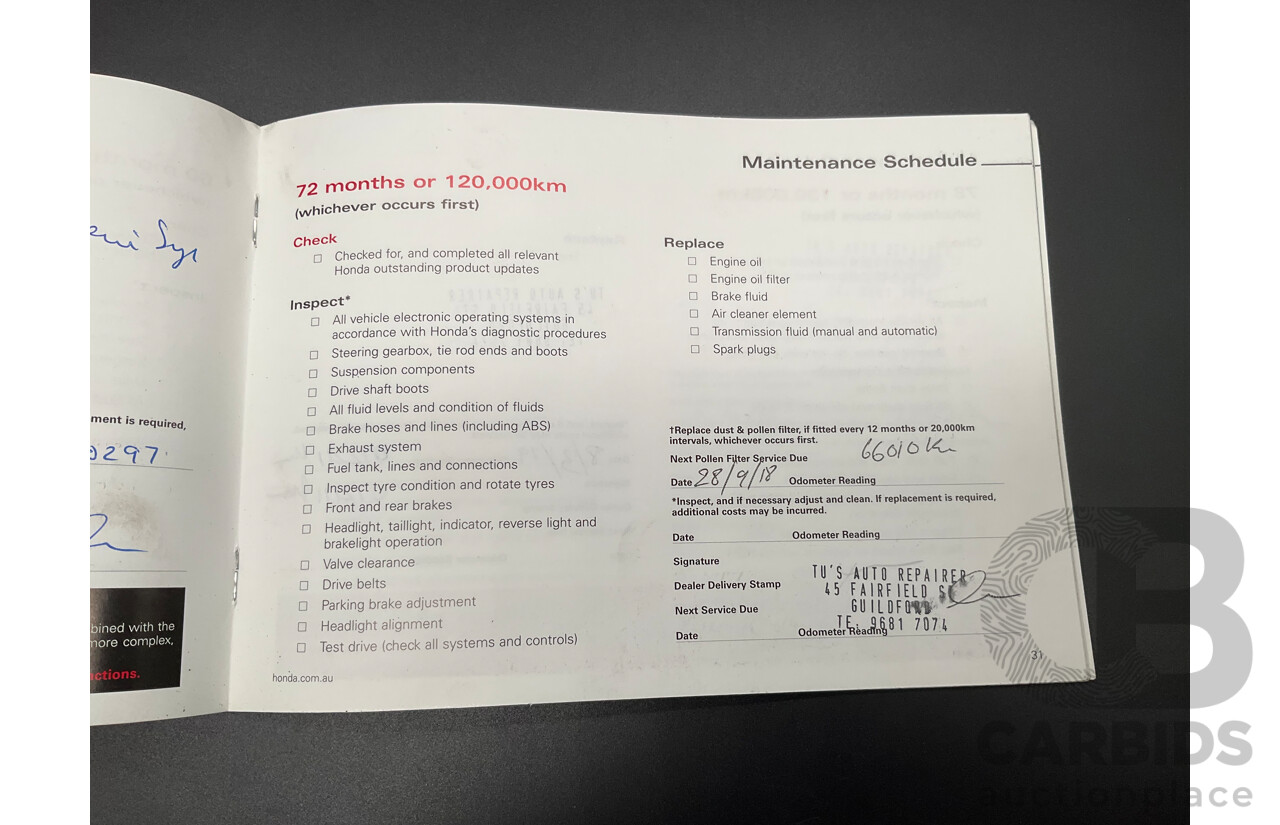 Sys
ment is required,
0297
bined with the
more complex,
ctions.
Maintenance Schedule
72 months or 120,000km
(whichever occurs first)
Check
Checked for, and completed all relevant
Honda outstanding product updates
Inspect*
All vehicle electronic operating systems in
accordance with Honda's diagnostic procedures
Steering gearbox, tie rod ends and boots
Suspension components
Drive shaft boots
All fluid levels and condition of fluids
Brake hoses and lines (including ABS)
Exhaust system
Fuel tank, lines and connections
Inspect tyre condition and rotate tyres
Front and rear brakes
Headlight, taillight, indicator, reverse light and
brakelight operation
Valve clearance
Drive belts
Parking brake adjustment
Headlight alignment
Test drive (check all systems and controls)
honda.com.au
Replace
Engine oil
Engine oil filter
Brake fluid
Air cleaner element
Transmission fluid (manual and automatic)
Spark plugs
†Replace dust & pollen filter, if fitted every 12 months or 20,000km
intervals, whichever occurs first.
Next Pollen Filter Service Due 66010 Km
Date 28/9/18 Odometer Reading
*Inspect, and if necessary adjust and clean. If replacement is required,
additional costs may be incurred.
Date Odometer Reading
Signature
TU'S AUTO REPAIRER
Dealer Delivery Stamp
45 FAIRFIELD
Next Service Due
GUILDFORD
TE. 9681 7074
Date Odometer Reading
31
CB
CARBIDS
auctionplace